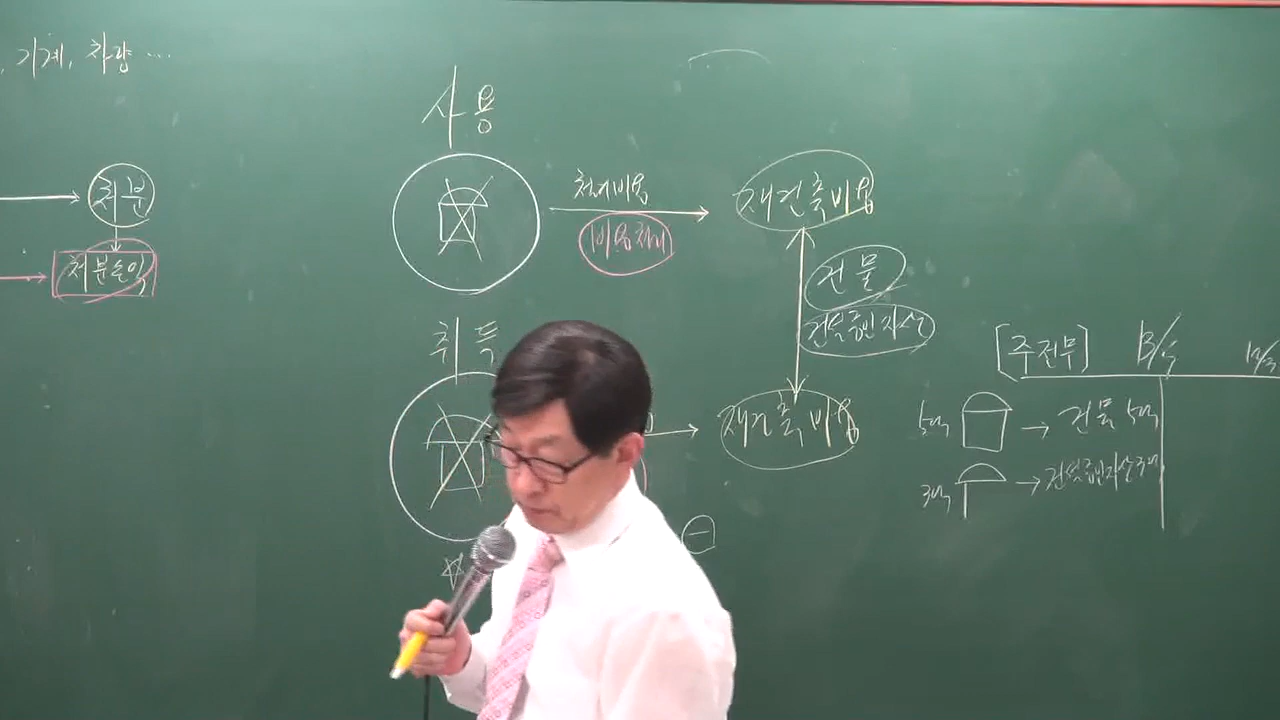 , 기계, 차량 ...
사용
처분
처분손익
철거비용
비용처리
재건축비용
건물
건설중인자산
취득
재건축비용
[주전부] B/S
5억 → 건물 5억
3억 → 건설중인자산 3억